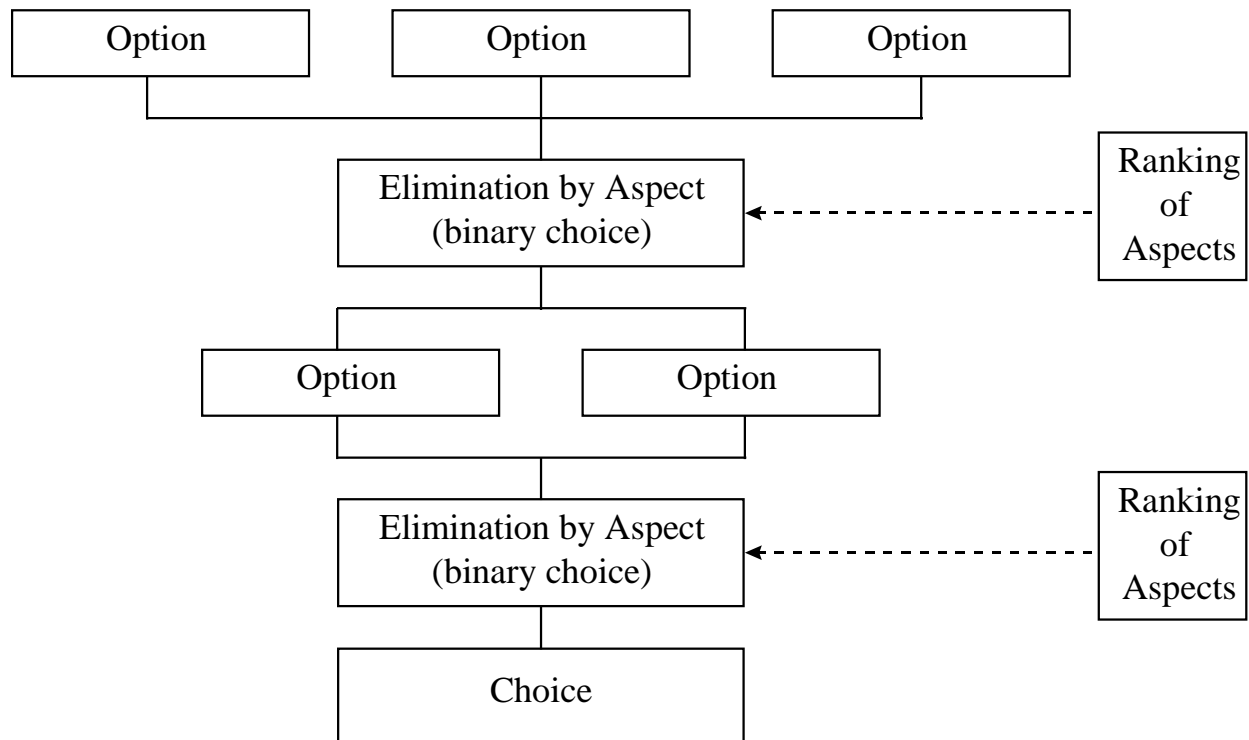 Option
Option
Option
Elimination by Aspect
(binary choice)
Ranking
of
Aspects
Option
Option
Elimination by Aspect
(binary choice)
Ranking
of
Aspects
Choice